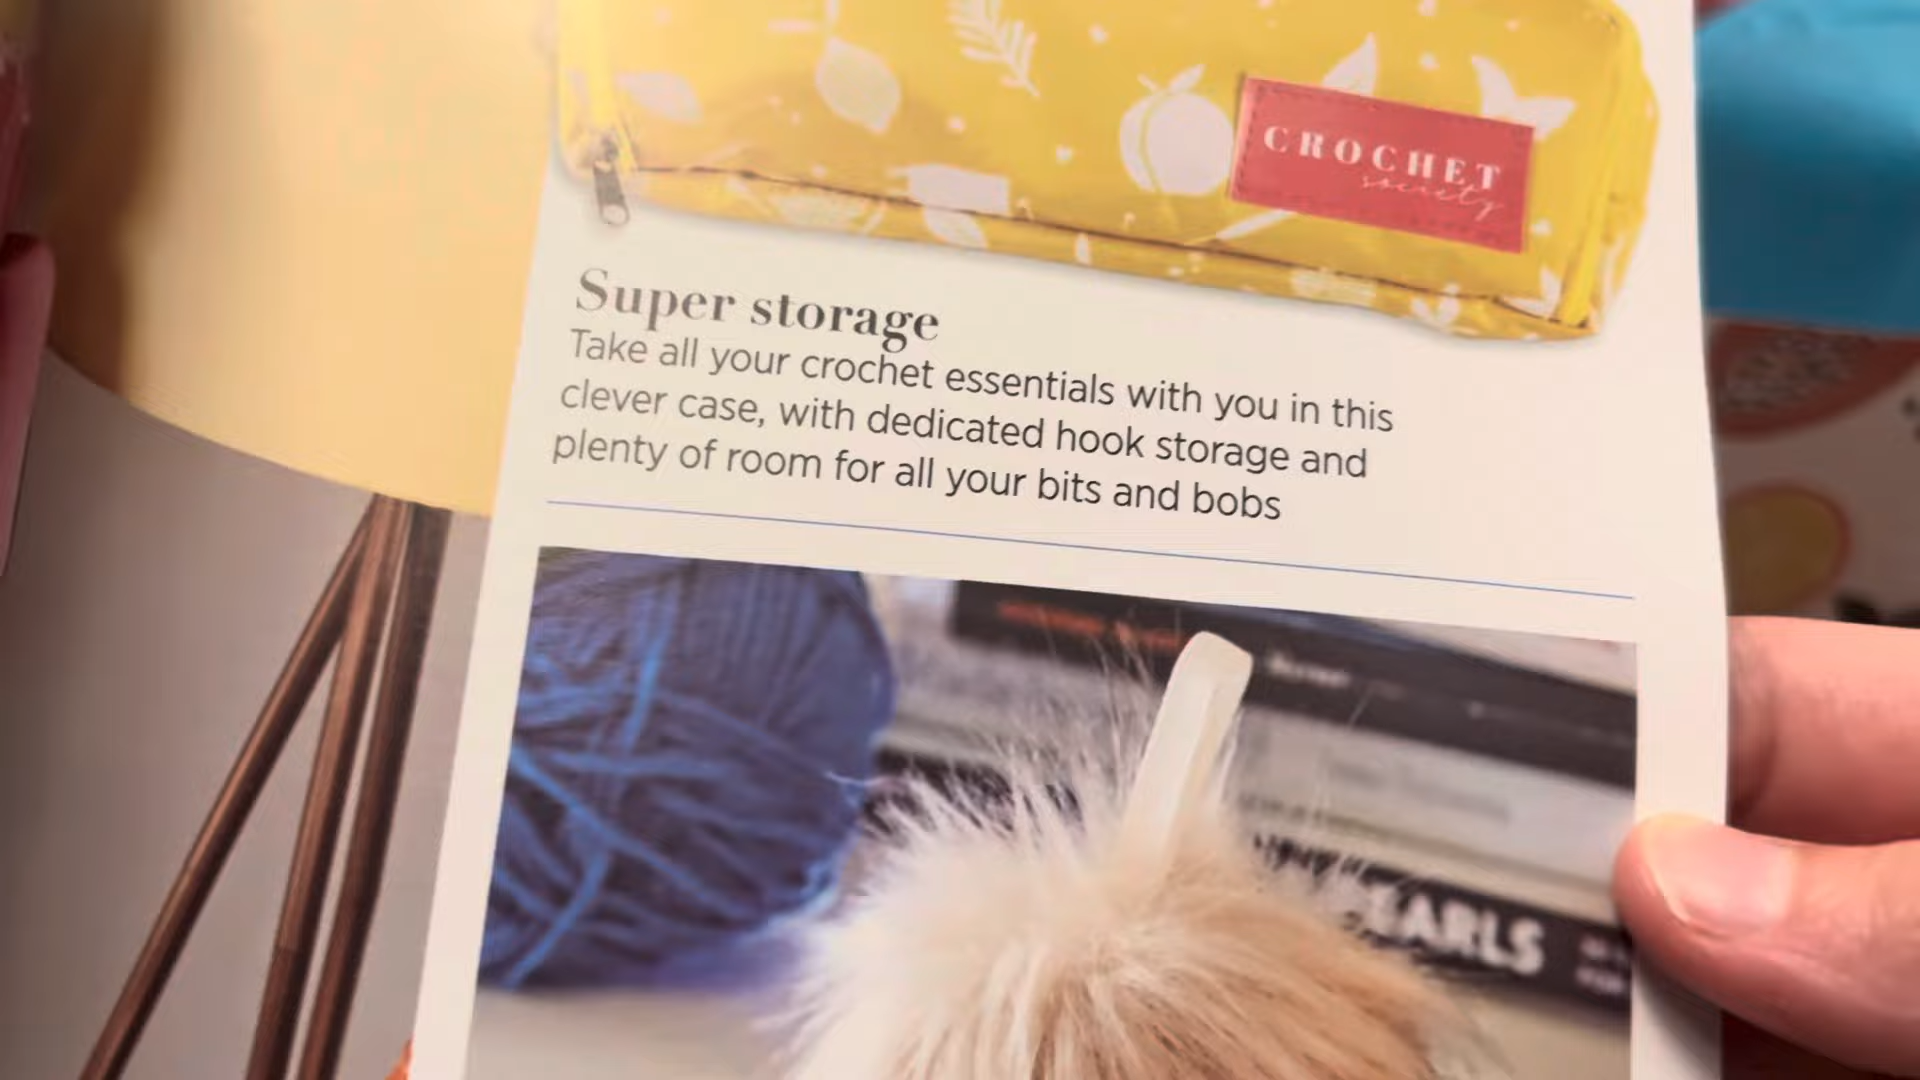 CROCHET
society
Super storage
Take all your crochet essentials with you in this
clever case, with dedicated hook storage and
plenty of room for all your bits and bobs
PEARLS